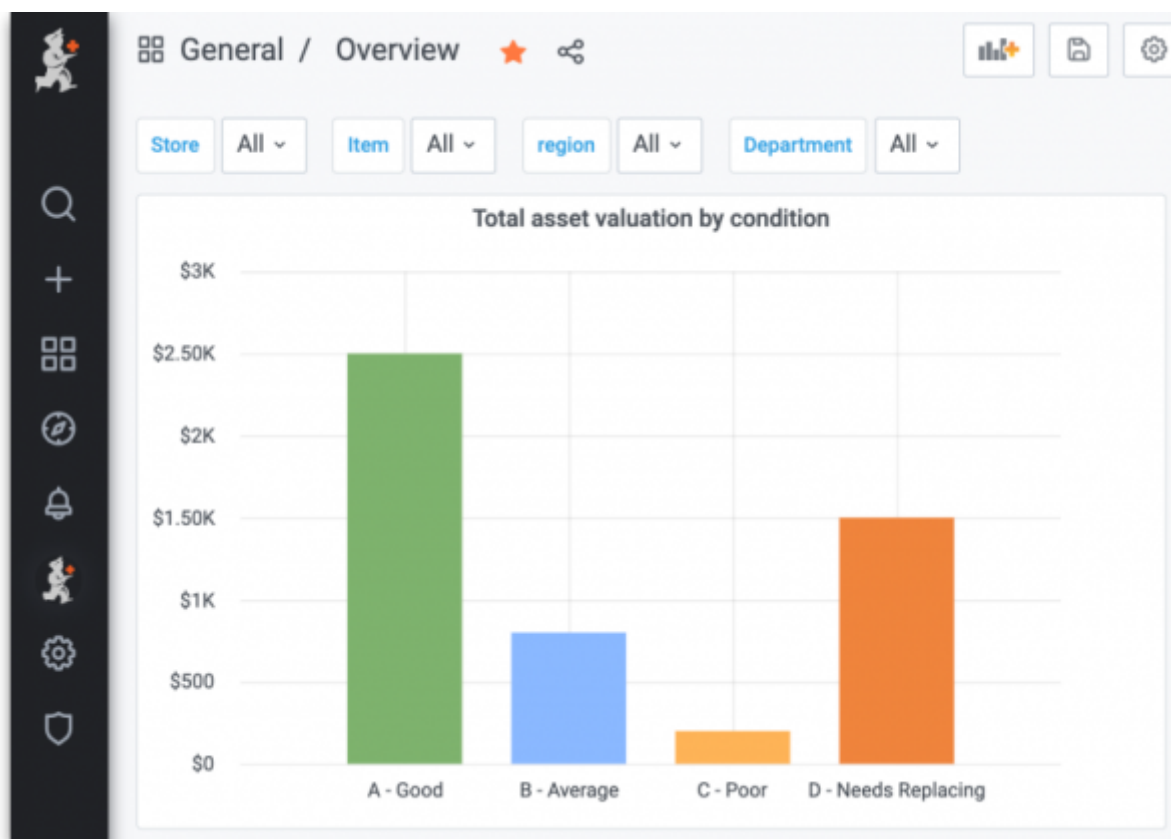 General / Overview
Store All Item All region All Department All
Total asset valuation by condition
$3K
$2.50K
$2K
$1.50K
$1K
$500
$0
A - Good B - Average C - Poor D - Needs Replacing